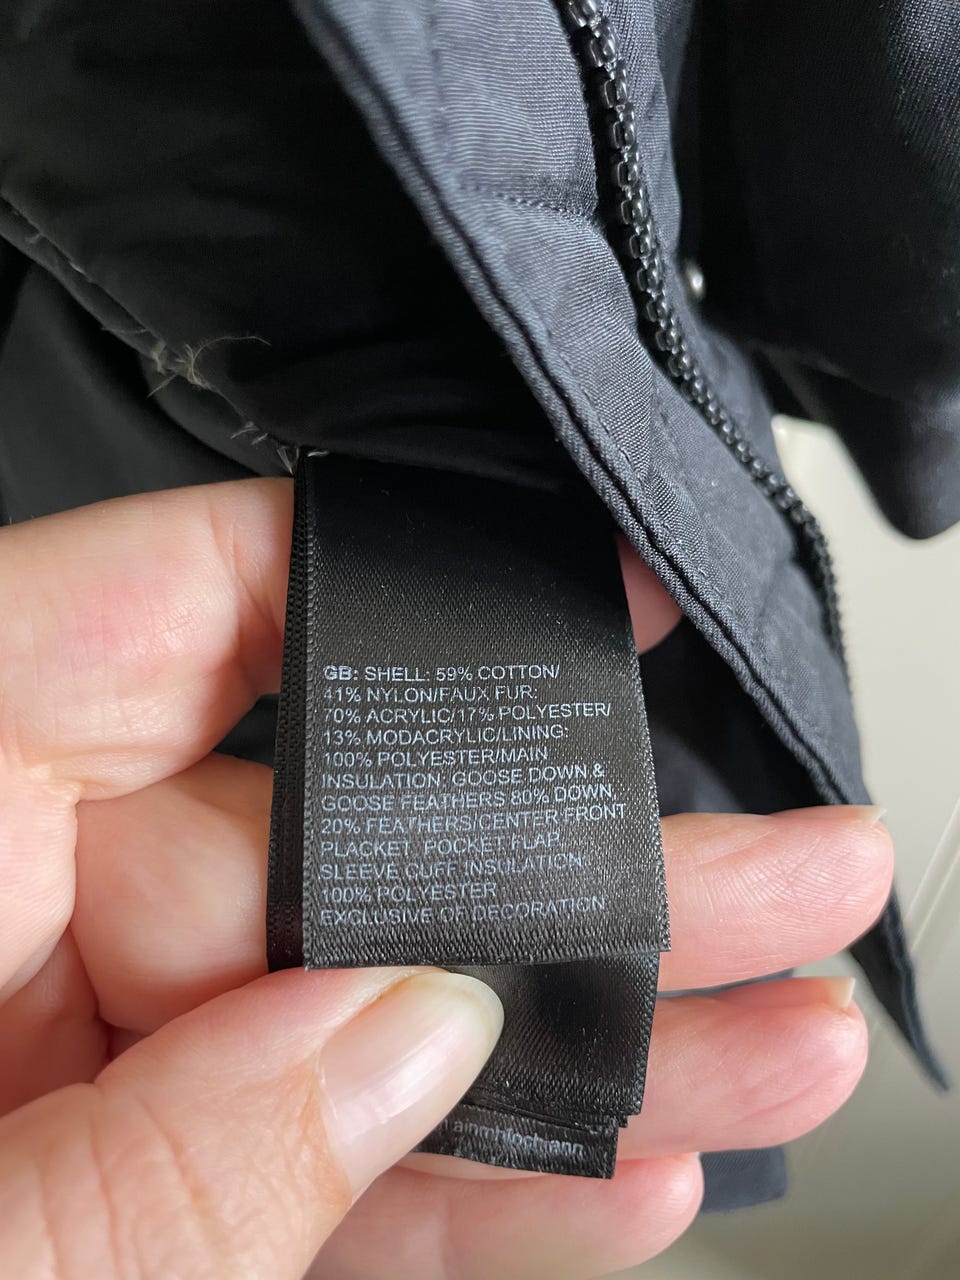 GB: SHELL: 59% COTTON/
41% NYLON/FAUX FUR:
70% ACRYLIC/17% POLYESTER/
13% MODACRYLIC/LINING:
100% POLYESTER/MAIN
INSULATION: GOOSE DOWN &
GOOSE FEATHERS 80% DOWN,
20% FEATHERS/CENTER FRONT
PLACKET, POCKET FLAP,
SLEEVE CUFF INSULATION:
100% POLYESTER
EXCLUSIVE OF DECORATION